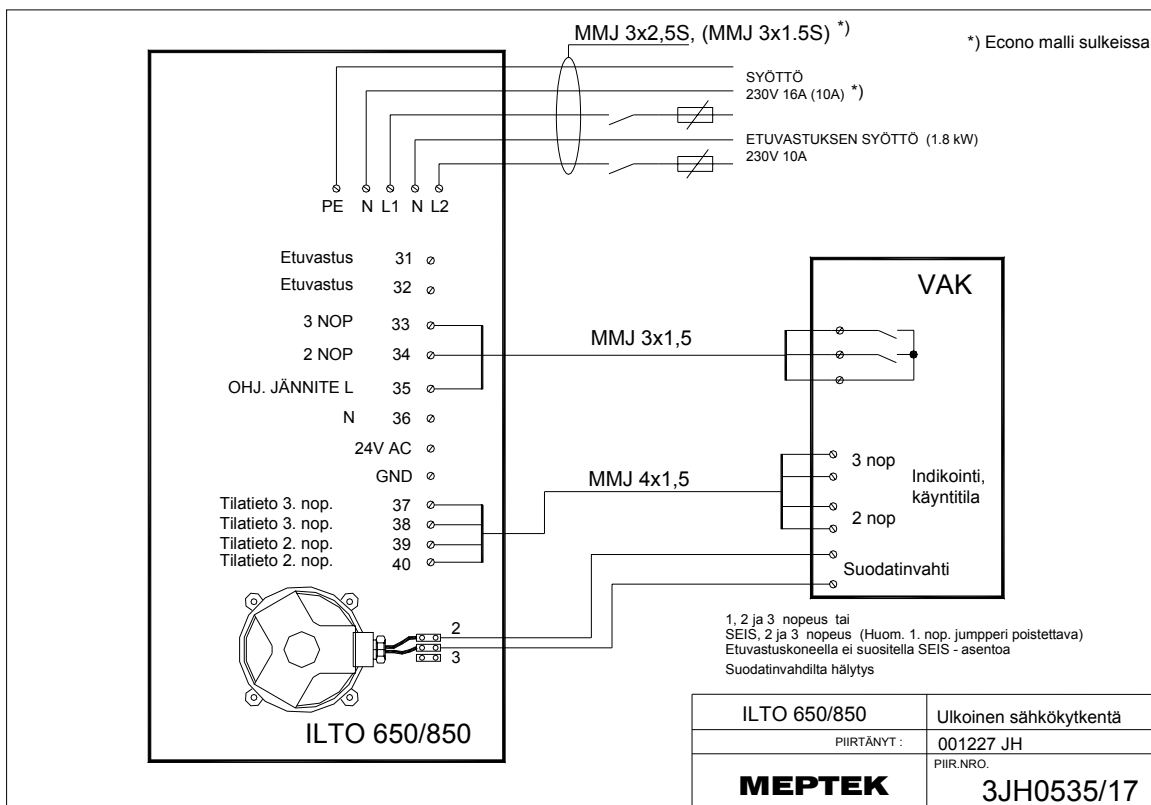 MMJ 3x2,5S, (MMJ 3x1.5S) *)
*) Econo malli sulkeissa
SYÖTTÖ
230V 16A (10A) *)
ETUVASTUKSEN SYÖTTÖ (1.8 kW)
230V 10A
PE N L1 N L2
Etuvastus 31
Etuvastus 32
3 NOP 33
2 NOP 34
OHJ. JÄNNITE L 35
N 36
24V AC
GND
Tilatieto 3. nop. 37
Tilatieto 3. nop. 38
Tilatieto 2. nop. 39
Tilatieto 2. nop. 40
2
3
ILTO 650/850
MMJ 3x1,5
MMJ 4x1,5
VAK
3 nop
2 nop
Indikointi,
käyntitila
Suodatinvahti
1, 2 ja 3 nopeus tai
SEIS, 2 ja 3 nopeus (Huom. 1. nop. jumpperi poistettava)
Etuvastuskoneella ei suositella SEIS - asentoa
Suodatinvahdilta hälytys
ILTO 650/850
Ulkoinen sähkökytkentä
PIIRTÄNYT :
001227 JH
MEPTEK
PIIR.NRO.
3JH0535/17